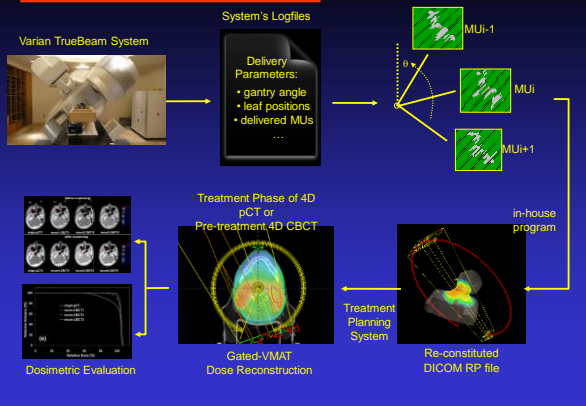 System's Logfiles
Varian TrueBeam System
Delivery
Parameters:
• gantry angle
• leaf positions
• delivered MUs
…
θ
MUi-1
MUi
MUi+1
in-house
program
Treatment Phase of 4D
pCT or
Pre-treatment 4D CBCT
Treatment
Planning
System
Gated-VMAT
Dose Reconstruction
Re-constituted
DICOM RP file
Dosimetric Evaluation